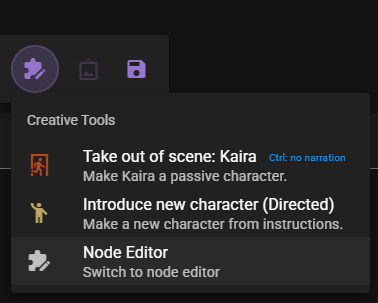 Creative Tools
Take out of scene: Kaira Ctrl: no narration
Make Kaira a passive character.
Introduce new character (Directed)
Make a new character from instructions.
Node Editor
Switch to node editor